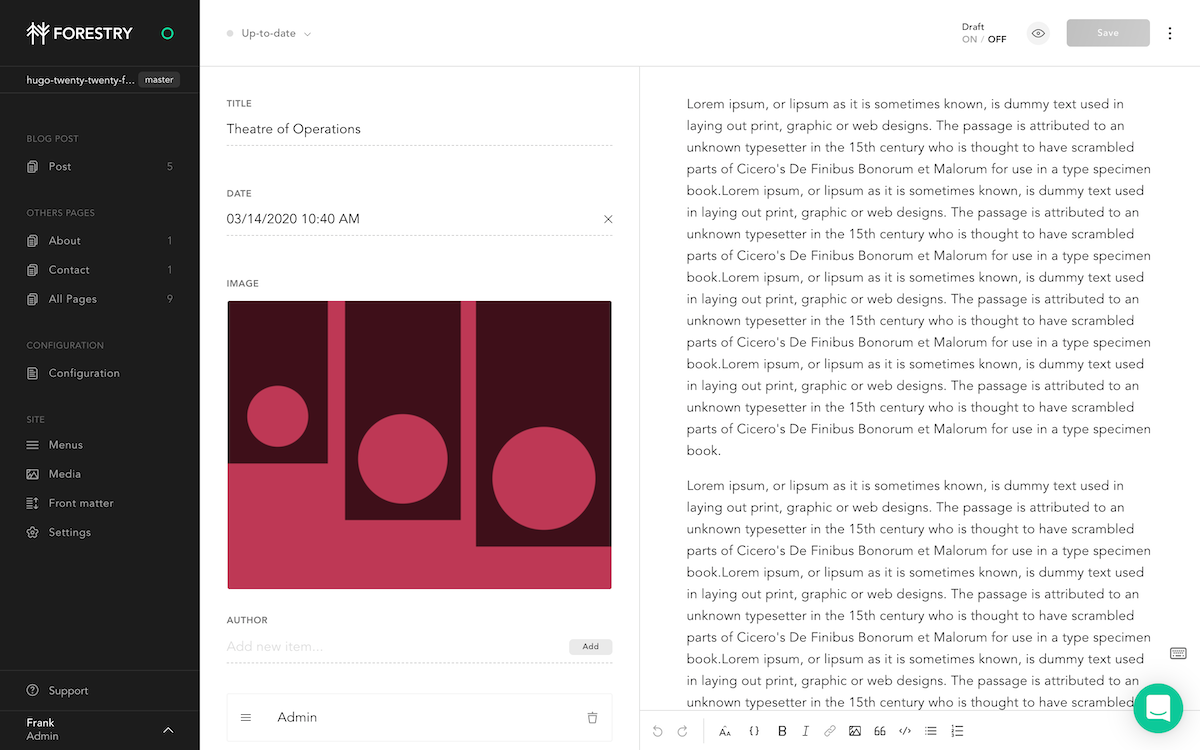 FORESTRY
hugo-twenty-twenty-f... master
BLOG POST
Post 5
OTHERS PAGES
About 1
Contact 1
All Pages 9
CONFIGURATION
Configuration
SITE
Menus
Media
Front matter
Settings
Support
Frank
Admin
Up-to-date
Draft
ON / OFF
Save
TITLE
Theatre of Operations
DATE
03/14/2020 10:40 AM
IMAGE
AUTHOR
Add new item...
Add
Admin
Lorem ipsum, or lipsum as it is sometimes known, is dummy text used in
laying out print, graphic or web designs. The passage is attributed to an
unknown typesetter in the 15th century who is thought to have scrambled
parts of Cicero's De Finibus Bonorum et Malorum for use in a type specimen
book.Lorem ipsum, or lipsum as it is sometimes known, is dummy text used
in laying out print, graphic or web designs. The passage is attributed to an
unknown typesetter in the 15th century who is thought to have scrambled
parts of Cicero's De Finibus Bonorum et Malorum for use in a type specimen
book.Lorem ipsum, or lipsum as it is sometimes known, is dummy text used
in laying out print, graphic or web designs. The passage is attributed to an
unknown typesetter in the 15th century who is thought to have scrambled
parts of Cicero's De Finibus Bonorum et Malorum for use in a type specimen
book.Lorem ipsum, or lipsum as it is sometimes known, is dummy text used
in laying out print, graphic or web designs. The passage is attributed to an
unknown typesetter in the 15th century who is thought to have scrambled
parts of Cicero's De Finibus Bonorum et Malorum for use in a type specimen
book.
Lorem ipsum, or lipsum as it is sometimes known, is dummy text used in
laying out print, graphic or web designs. The passage is attributed to an
unknown typesetter in the 15th century who is thought to have scrambled
parts of Cicero's De Finibus Bonorum et Malorum for use in a type specimen
book.Lorem ipsum, or lipsum as it is sometimes known, is dummy text used
in laying out print, graphic or web designs. The passage is attributed to an
unknown typesetter in the 15th century who is thought to have scrambled
parts of Cicero's De Finibus Bonorum et Malorum for use in a type specimen
book.Lorem ipsum, or lipsum as it is sometimes known, is dummy text used
in laying out print, graphic or web designs. The passage is attributed to an
unknown typesetter in the 15th century who is thought to have scrambled